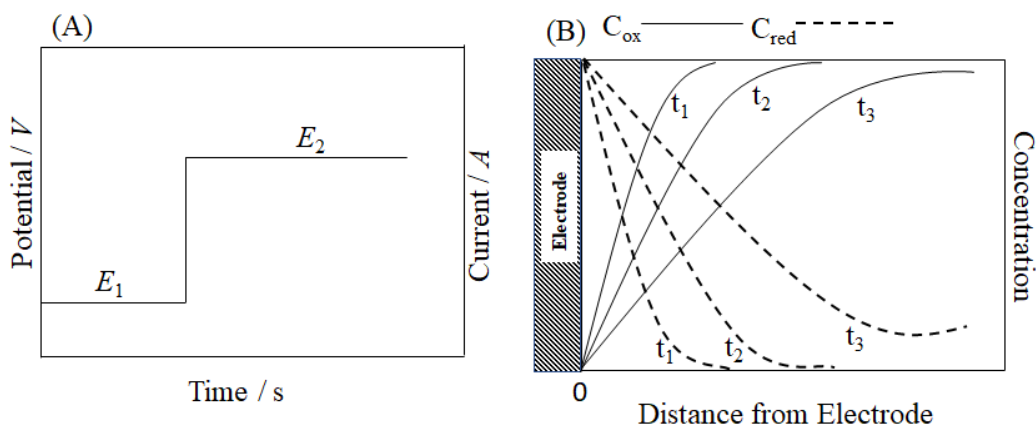 (A)
Potential / V
E1
E2
Current / A
Time / s
(B)
Cox
Cred
Electrode
t1
t2
t3
t1
t2
t3
Concentration
0
Distance from Electrode